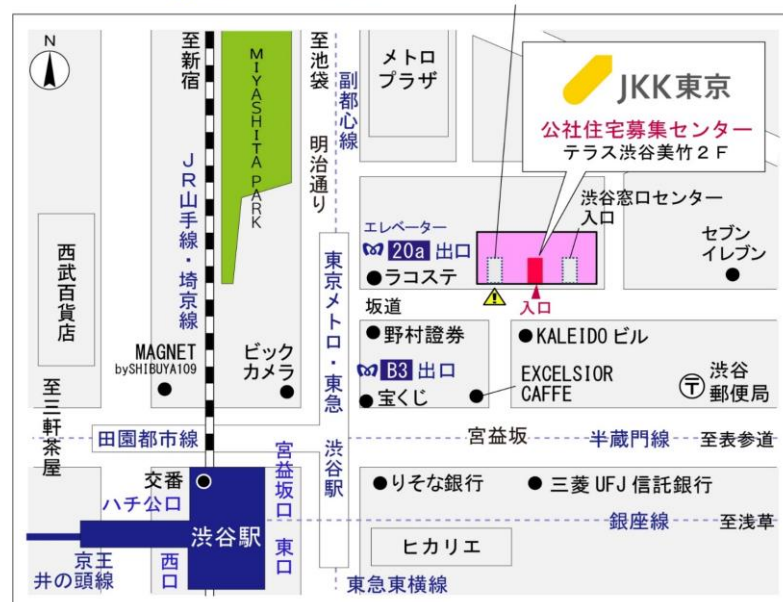 N
至新宿
MIYASHITA PARK
至池袋
副都心線
明治通り
メトロ
プラザ
JKK東京
公社住宅募集センター
テラス渋谷美竹2F
JR山手線・埼京線
渋谷窓口センター
入口
エレベーター
20a 出口
ラコステ
セブン
イレブン
西武百貨店
東京メトロ・東急 渋谷駅
坂道
入口
野村證券
KALEIDO ビル
MAGNET
bySHIBUYA109
ビック
カメラ
B3 出口
宝くじ
EXCELSIOR
CAFFE
渋谷
郵便局
至三軒茶屋
田園都市線
宮益坂
半蔵門線
至表参道
交番
ハチ公口
宮益坂口
りそな銀行
三菱 UFJ 信託銀行
渋谷駅
銀座線
至浅草
京王
井の頭線
西口
東口
ヒカリエ
東急東横線